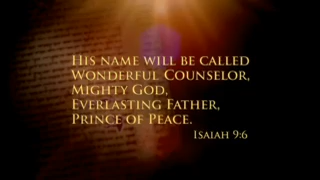 His name will be called
Wonderful Counselor,
Mighty God,
Everlasting Father,
Prince of Peace.
Isaiah 9:6